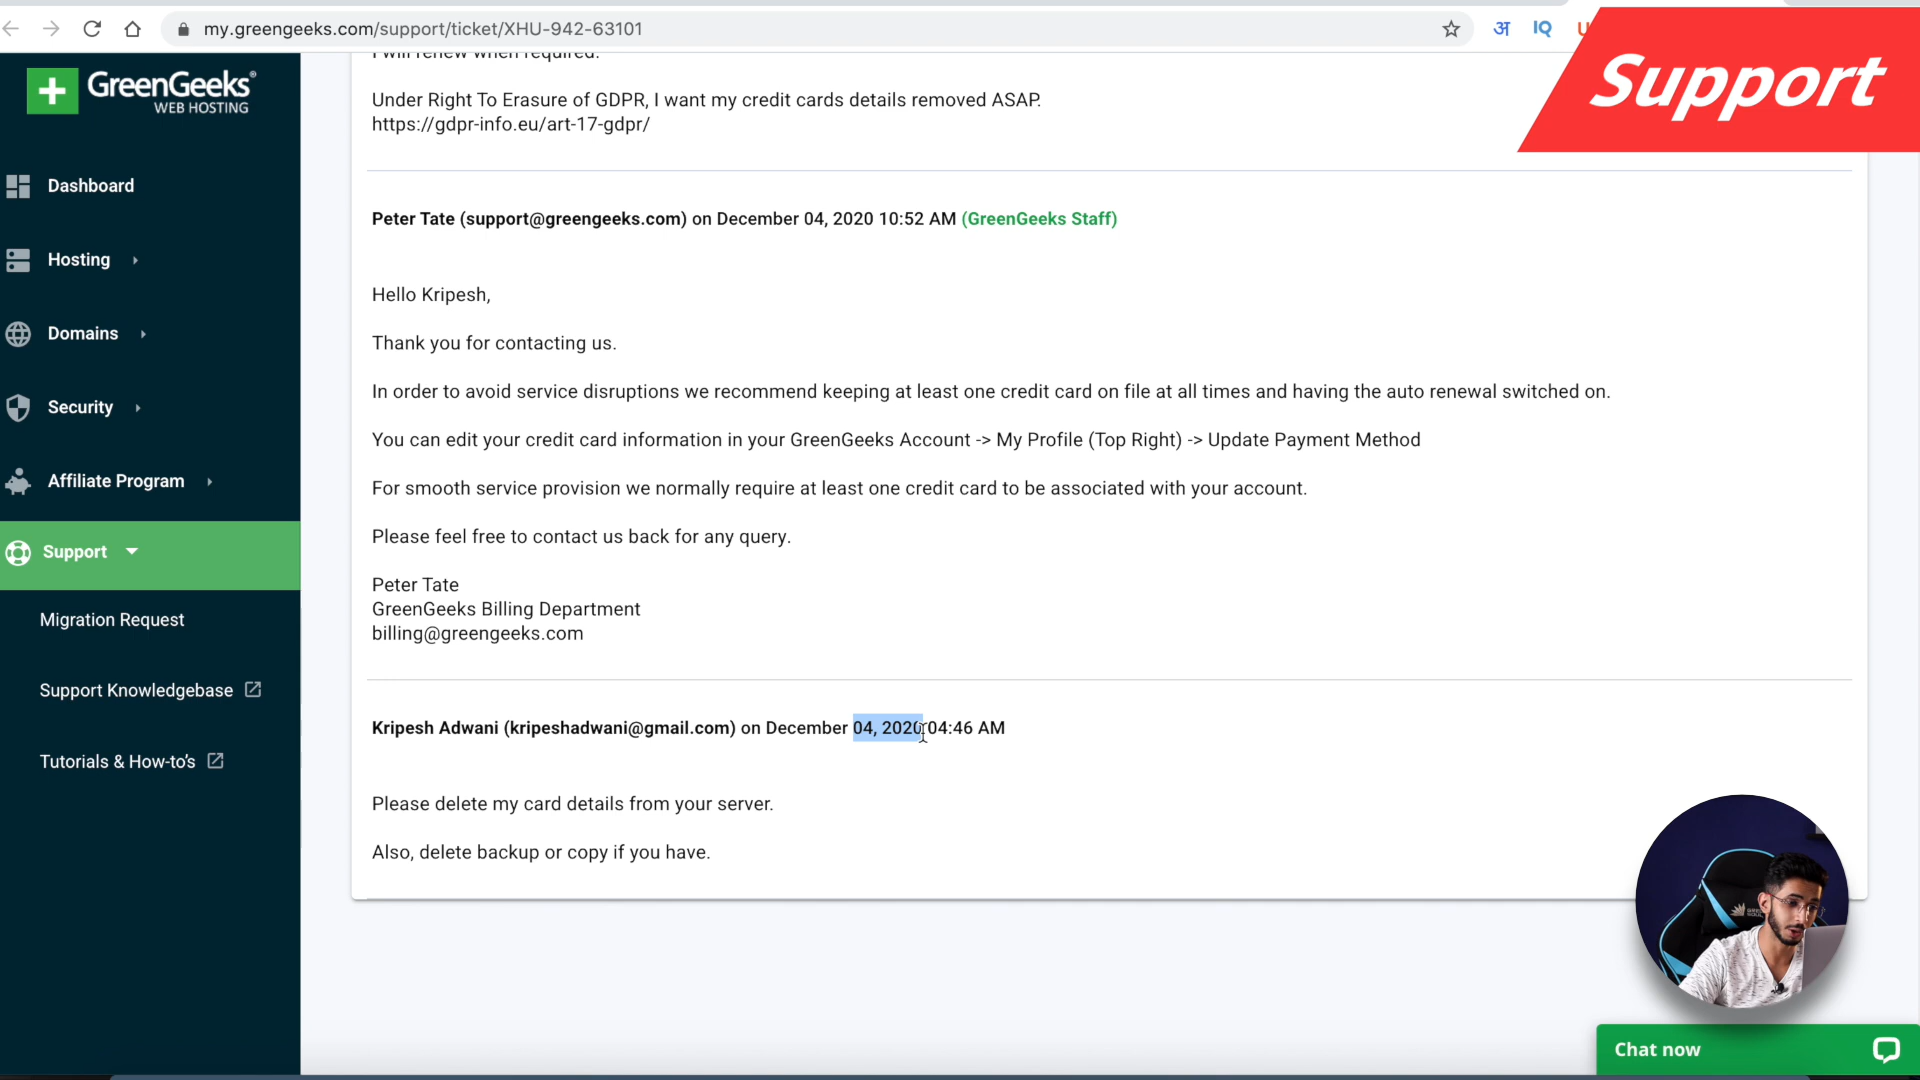 my.greengeeks.com/support/ticket/XHU-942-63101
अ
IQ
Support
GreenGeeks®
WEB HOSTING
Dashboard
Hosting
Domains
Security
Affiliate Program
Support
Migration Request
Support Knowledgebase
Tutorials & How-to's
I will renew when required.
Under Right To Erasure of GDPR, I want my credit cards details removed ASAP.
https://gdpr-info.eu/art-17-gdpr/
Peter Tate (support@greengeeks.com) on December 04, 2020 10:52 AM (GreenGeeks Staff)
Hello Kripesh,
Thank you for contacting us.
In order to avoid service disruptions we recommend keeping at least one credit card on file at all times and having the auto renewal switched on.
You can edit your credit card information in your GreenGeeks Account -> My Profile (Top Right) -> Update Payment Method
For smooth service provision we normally require at least one credit card to be associated with your account.
Please feel free to contact us back for any query.
Peter Tate
GreenGeeks Billing Department
billing@greengeeks.com
Kripesh Adwani (kripeshadwani@gmail.com) on December 04, 2020 04:46 AM
Please delete my card details from your server.
Also, delete backup or copy if you have.
Chat now